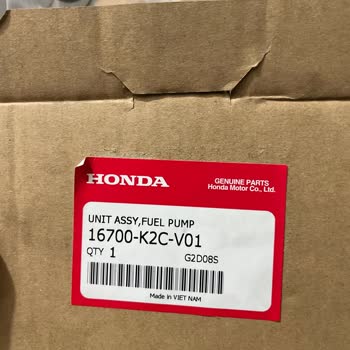 HONDA
GENUINE PARTS
Honda Motor Co., Ltd.
UNIT ASSY,FUEL PUMP
16700-K2C-V01
QTY 1 G2D08S
Made in VIET NAM